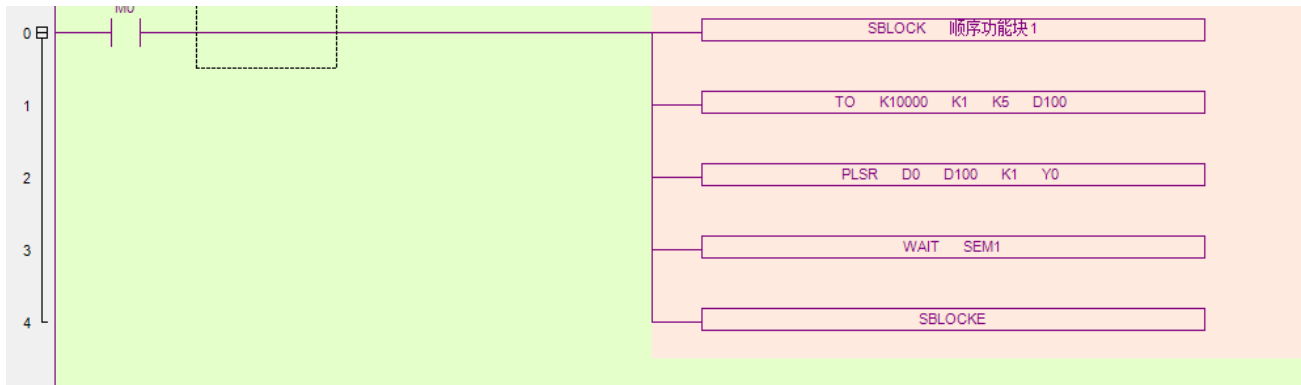 M0
0 SBLOCK 顺序功能块1
1 TO K10000 K1 K5 D100
2 PLSR D0 D100 K1 Y0
3 WAIT SEM1
4 SBLOCKE